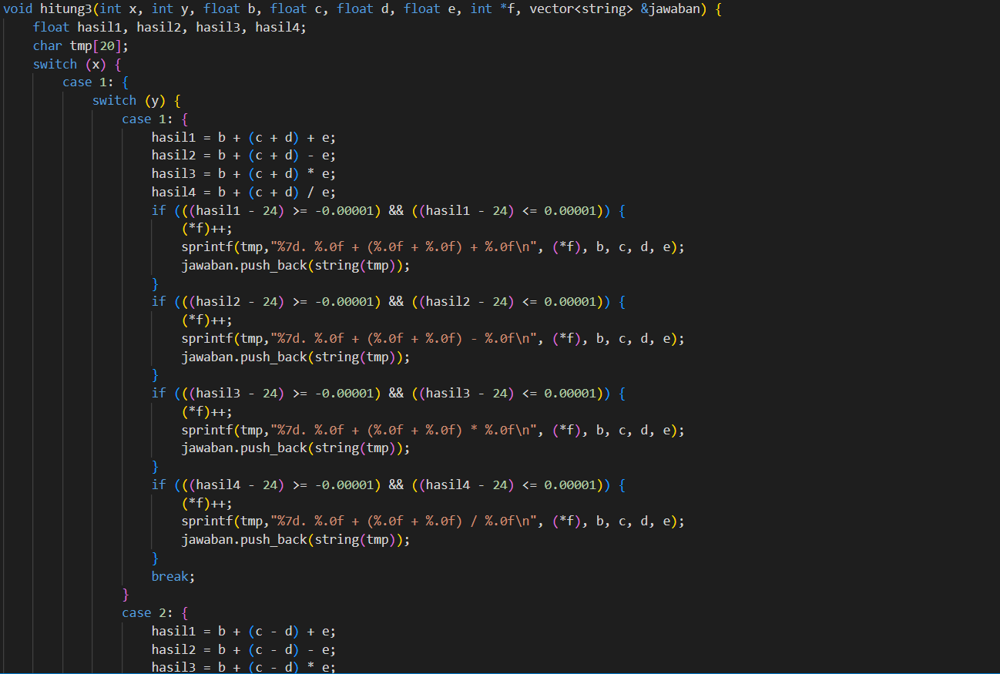 void hitung3(int x, int y, float b, float c, float d, float e, int *f, vector<string> &jawaban) {
    float hasil1, hasil2, hasil3, hasil4;
    char tmp[20];
    switch (x) {
        case 1: {
            switch (y) {
                case 1: {
                    hasil1 = b + (c + d) + e;
                    hasil2 = b + (c + d) - e;
                    hasil3 = b + (c + d) * e;
                    hasil4 = b + (c + d) / e;
                    if (((hasil1 - 24) >= -0.00001) && ((hasil1 - 24) <= 0.00001)) {
                        (*f)++;
                        sprintf(tmp,"%7d. %.0f + (%.0f + %.0f) + %.0f\n", (*f), b, c, d, e);
                        jawaban.push_back(string(tmp));
                    }
                    if (((hasil2 - 24) >= -0.00001) && ((hasil2 - 24) <= 0.00001)) {
                        (*f)++;
                        sprintf(tmp,"%7d. %.0f + (%.0f + %.0f) - %.0f\n", (*f), b, c, d, e);
                        jawaban.push_back(string(tmp));
                    }
                    if (((hasil3 - 24) >= -0.00001) && ((hasil3 - 24) <= 0.00001)) {
                        (*f)++;
                        sprintf(tmp,"%7d. %.0f + (%.0f + %.0f) * %.0f\n", (*f), b, c, d, e);
                        jawaban.push_back(string(tmp));
                    }
                    if (((hasil4 - 24) >= -0.00001) && ((hasil4 - 24) <= 0.00001)) {
                        (*f)++;
                        sprintf(tmp,"%7d. %.0f + (%.0f + %.0f) / %.0f\n", (*f), b, c, d, e);
                        jawaban.push_back(string(tmp));
                    }
                    break;
                }
                case 2: {
                    hasil1 = b + (c - d) + e;
                    hasil2 = b + (c - d) - e;
                    hasil3 = b + (c - d) * e;